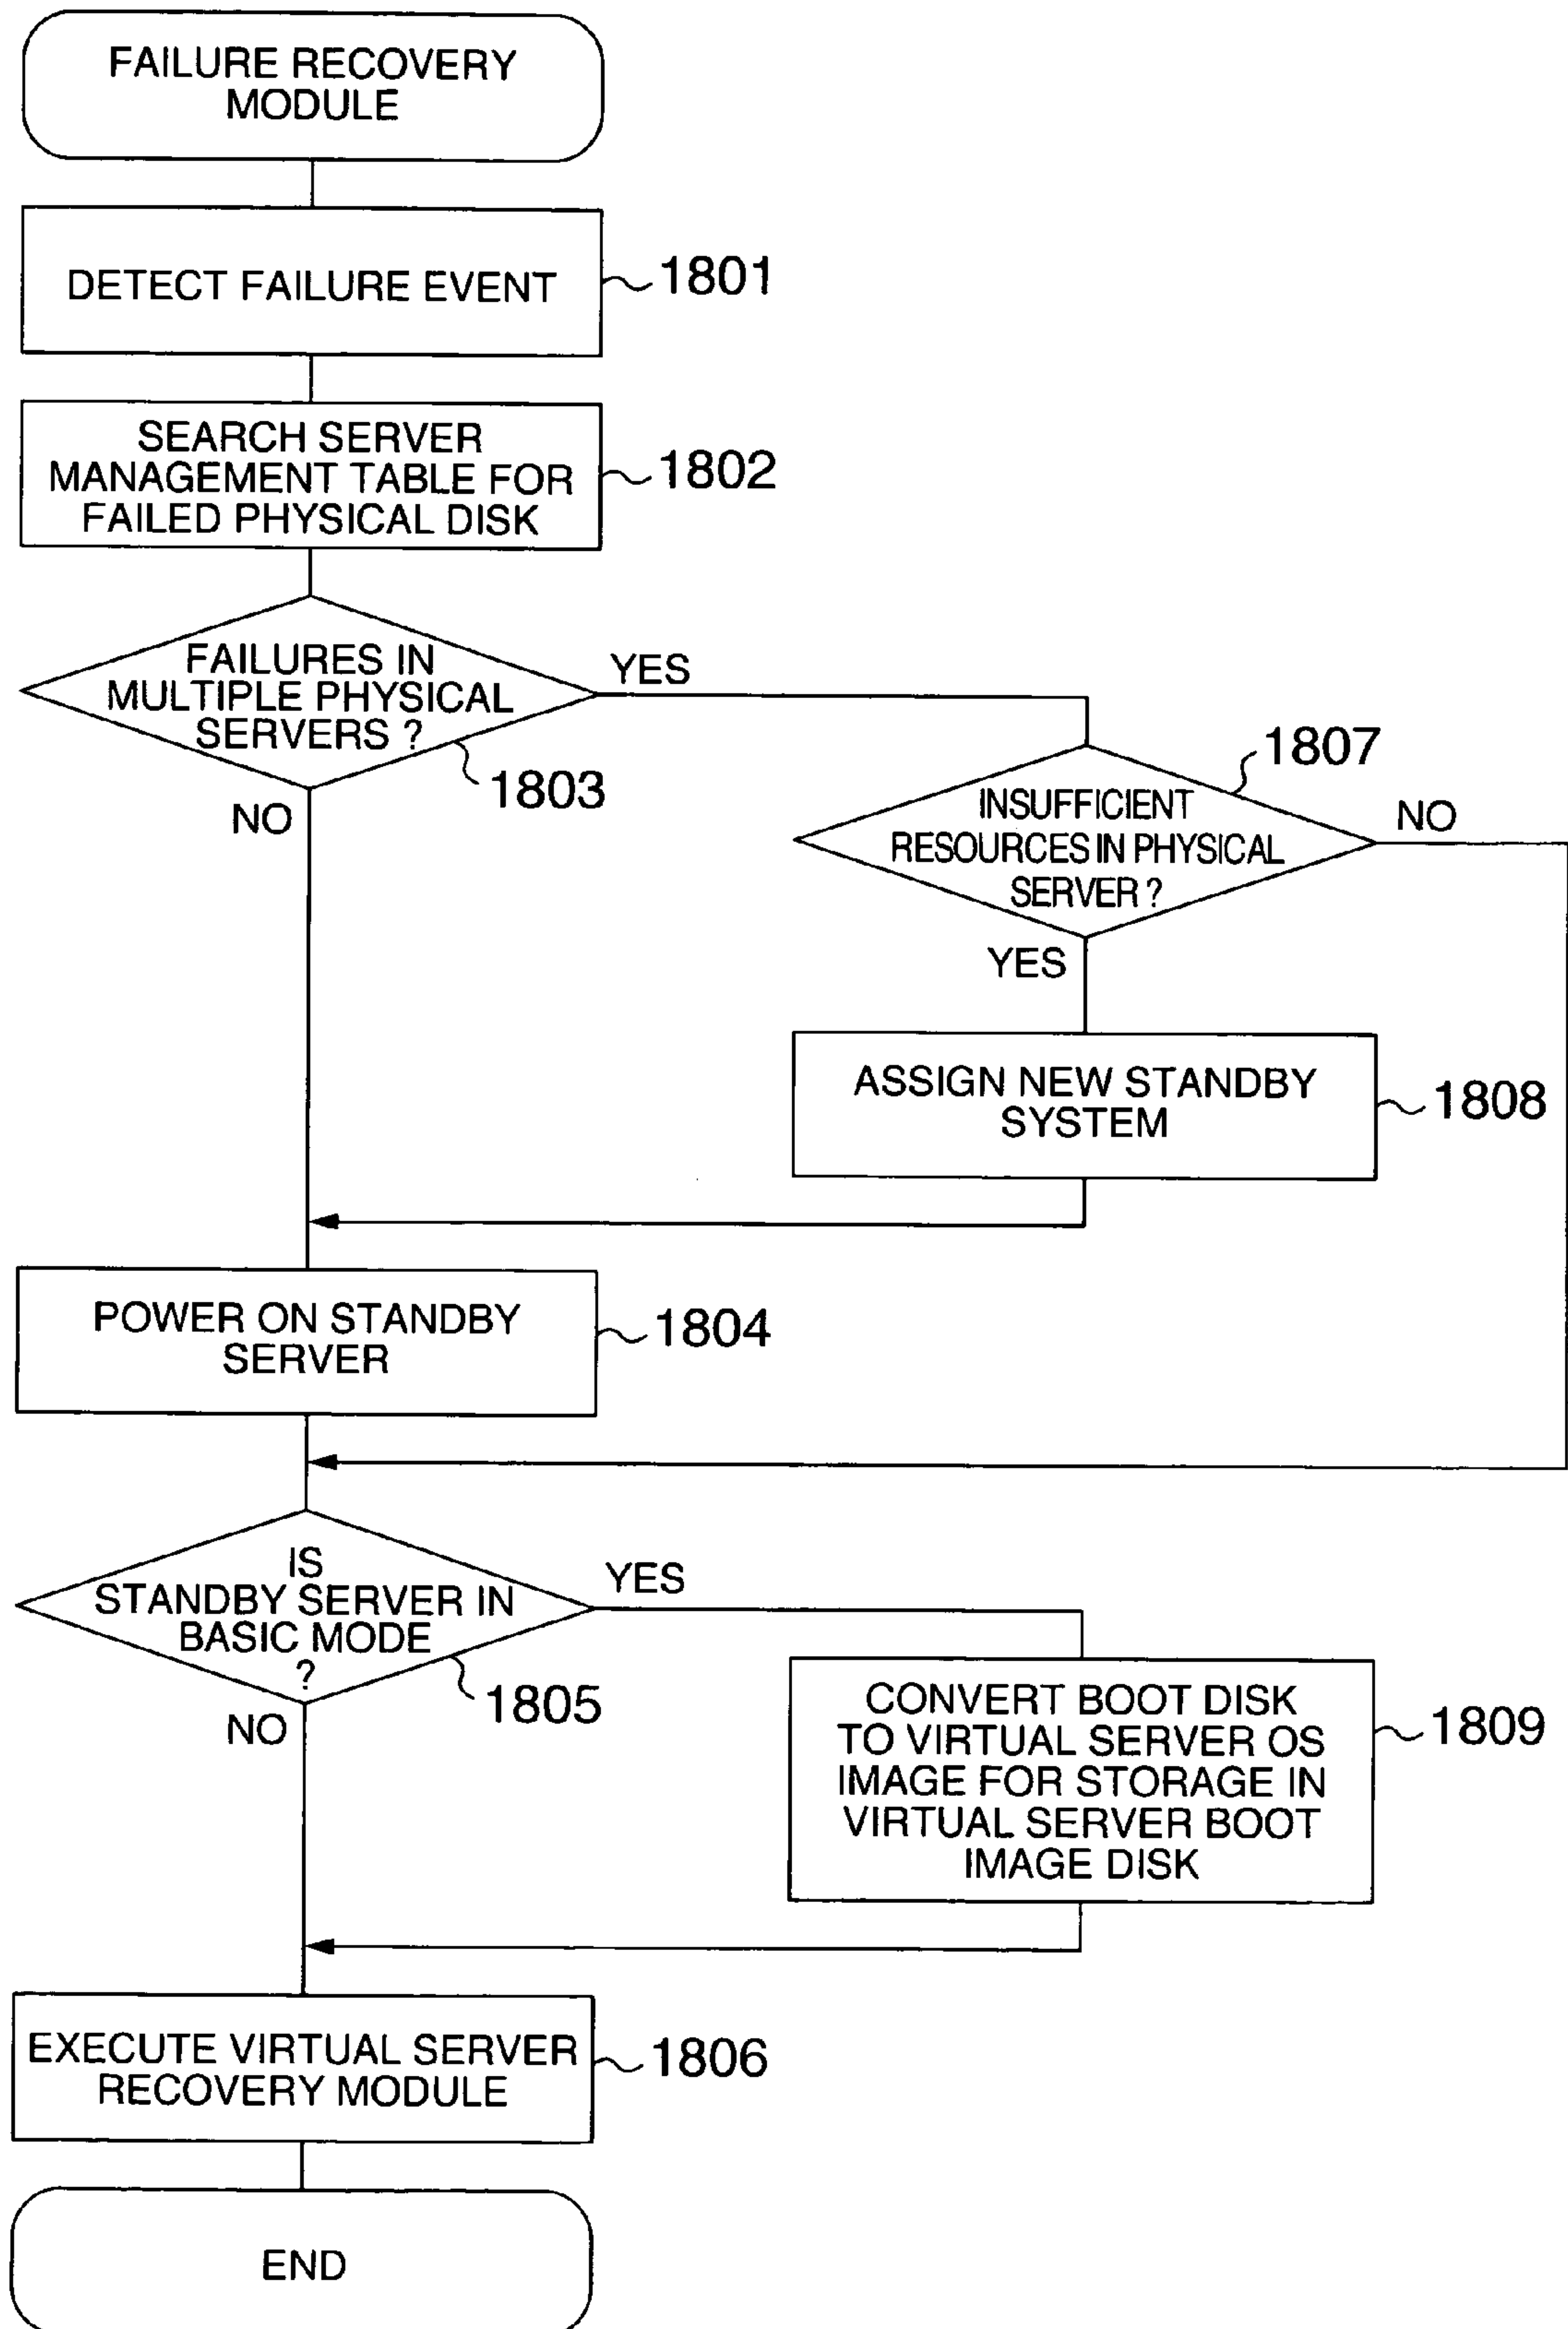 FAILURE RECOVERY
MODULE
DETECT FAILURE EVENT
1801
SEARCH SERVER
MANAGEMENT TABLE FOR
FAILED PHYSICAL DISK
1802
FAILURES IN
MULTIPLE PHYSICAL
SERVERS ?
YES
1803
NO
1807
INSUFFICIENT
RESOURCES IN PHYSICAL
SERVER ?
NO
YES
ASSIGN NEW STANDBY
SYSTEM
1808
POWER ON STANDBY
SERVER
1804
IS
STANDBY SERVER IN
BASIC MODE
?
YES
1805
NO
CONVERT BOOT DISK
TO VIRTUAL SERVER OS
IMAGE FOR STORAGE IN
VIRTUAL SERVER BOOT
IMAGE DISK
1809
EXECUTE VIRTUAL SERVER
RECOVERY MODULE
1806
END